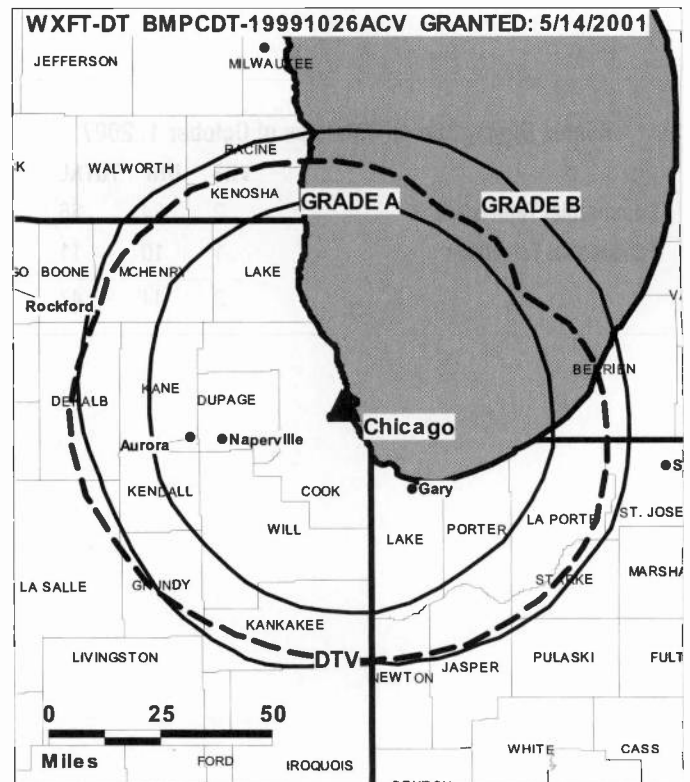 WXFT-DT BMPCDT-19991026ACV GRANTED: 5/14/2001
JEFFERSON
MILWAUKEE
RACINE
K
WALWORTH
KENOSHA
GRADE A
GRADE B
GO
BOONE
MCHENRY
LAKE
Rockford
VA
BERRIEN
KANE
DEKALB
DUPAGE
Chicago
Aurora
Naperville
S
KENDALL
COOK
Gary
LA PORTE
ST. JOSE
WILL
LAKE
PORTER
LA SALLE
GRUNDY
STARKE
MARSHA
KANKAKEE
LIVINGSTON
DTV
PULASKI
FULT
NEWTON
JASPER
0 25 50
Miles
FORD
IROQUOIS
WHITE
CASS